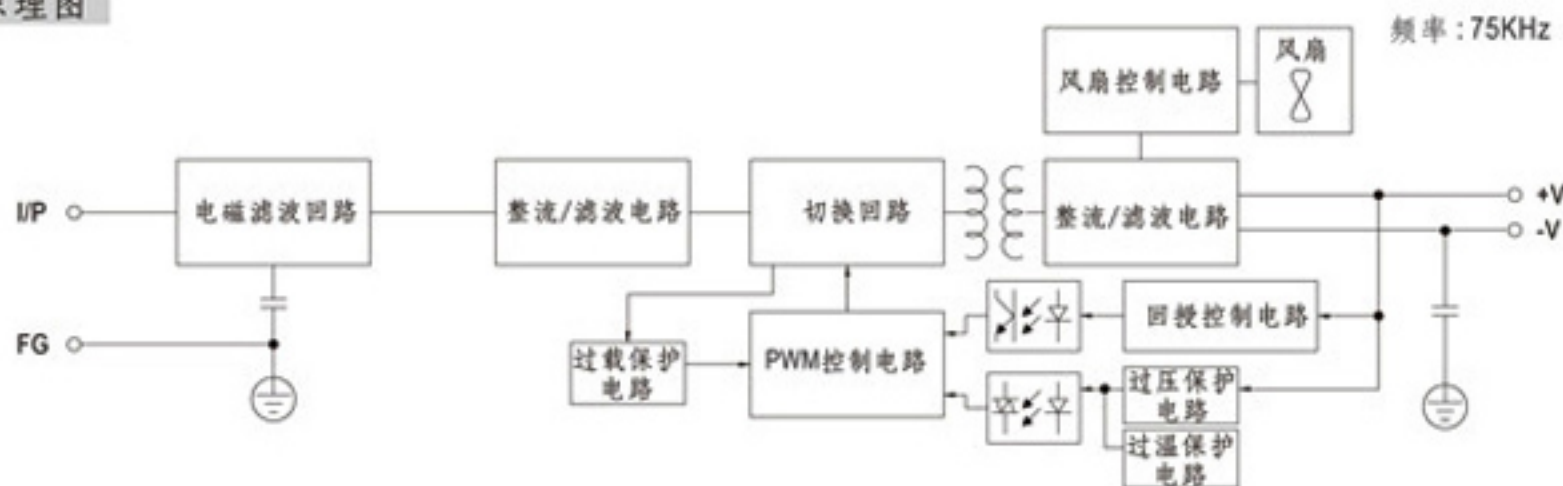 原理图
频率:75KHz
风扇控制电路
风扇
I/P
电磁滤波回路
整流/滤波电路
切换回路
整流/滤波电路
+V
-V
FG
过载保护
电路
PWM控制电路
回授控制电路
过压保护
电路
过温保护
电路